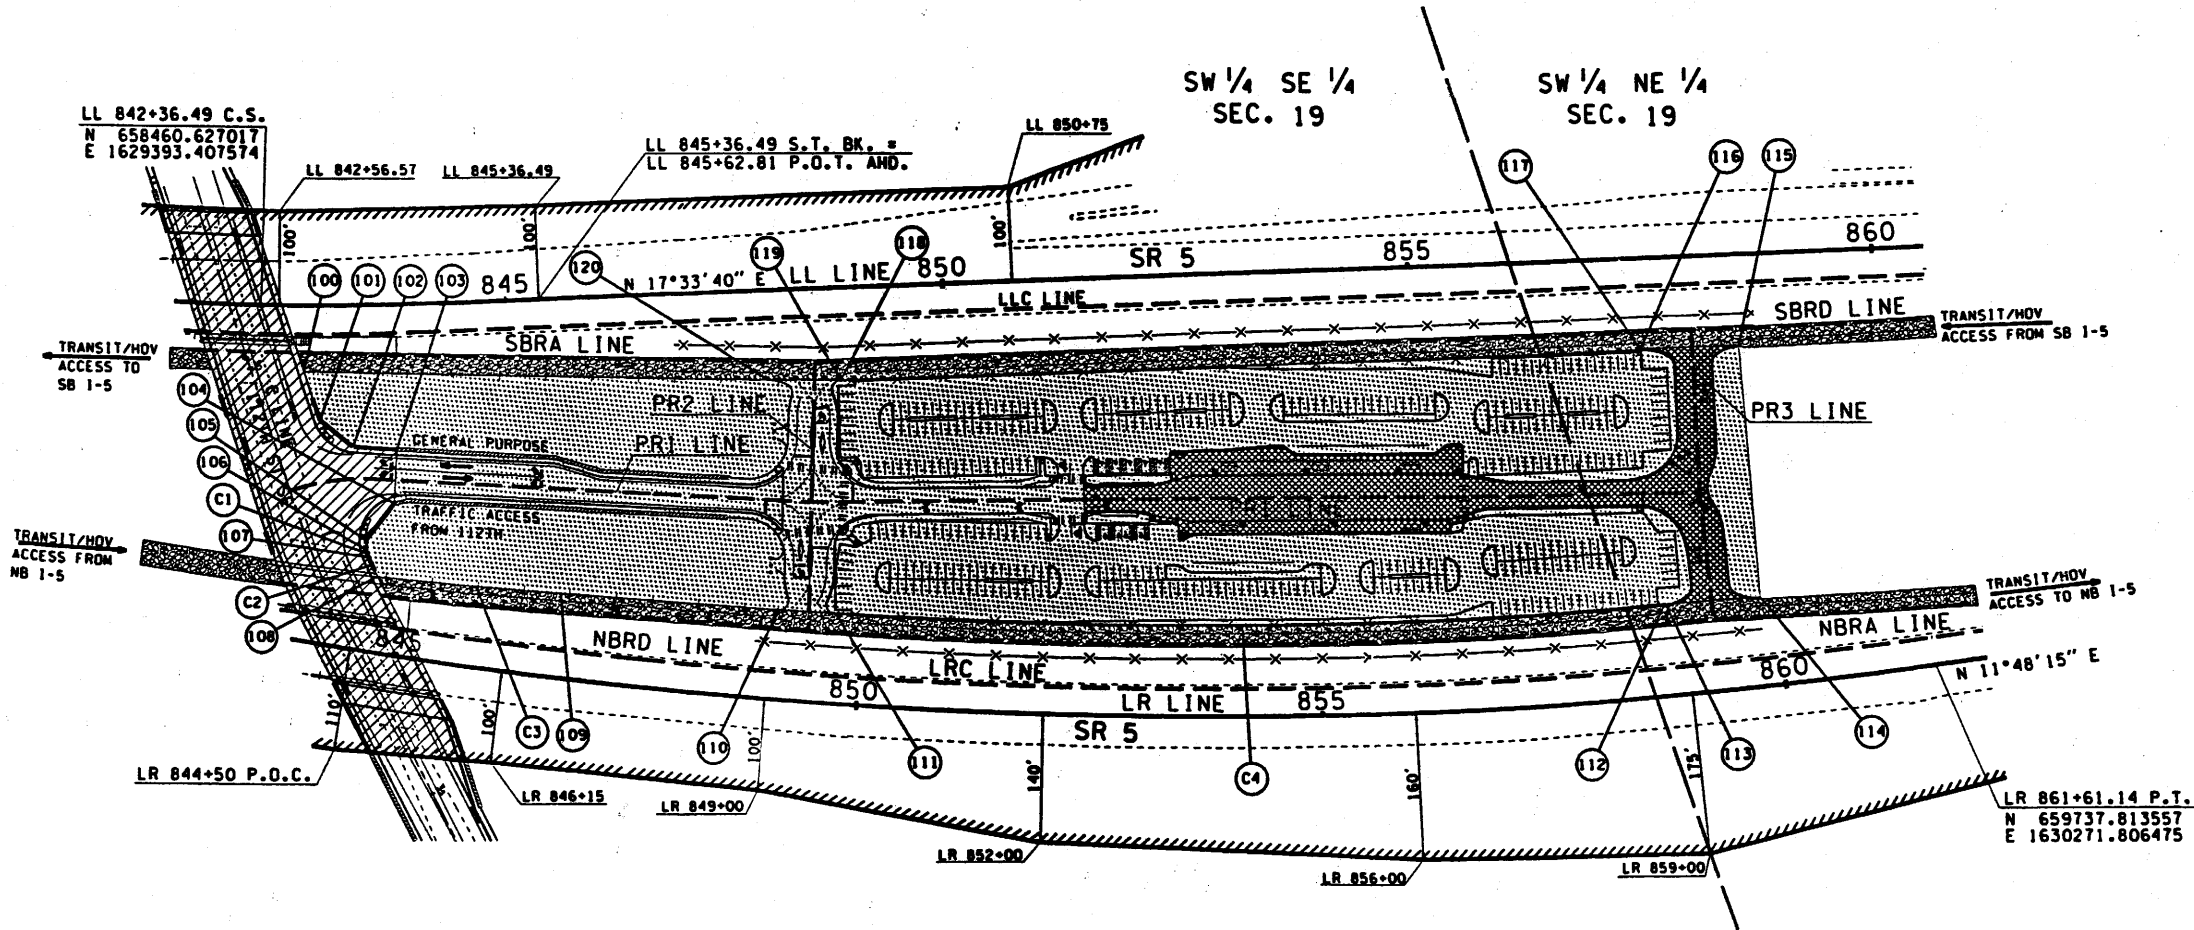 SW 1/4 SE 1/4
SEC. 19
SW 1/4 NE 1/4
SEC. 19
LL 842+36.49 C.S.
N 658460.627017
E 1629393.407574
LL 842+56.57
LL 845+36.49
LL 845+36.49 S.T. BK. =
LL 845+62.81 P.O.T. AHD.
LL 850+75
117
116
115
100'
100'
100'
119
118
120
100
101
102
103
845
N 17°33'40" E
LL LINE
850
SR 5
855
860
LLC LINE
SBRA LINE
SBRD LINE
TRANSIT/HOV
ACCESS FROM SB I-5
TRANSIT/HOV
ACCESS TO
SB I-5
104
105
106
C1
107
C2
108
PR2 LINE
PR1 LINE
PR3 LINE
GENERAL PURPOSE
TRAFFIC ACCESS
FROM 112TH
PR1 LINE
TRANSIT/HOV
ACCESS FROM
NB I-5
TRANSIT/HOV
ACCESS TO NB I-5
845
NBRD LINE
NBRA LINE
LRC LINE
850
LR LINE
855
860
N 11°48'15" E
SR 5
110'
100'
C3
109
110
100'
111
140'
C4
160'
112
175'
113
114
LR 844+50 P.O.C.
LR 846+15
LR 849+00
LR 852+00
LR 856+00
LR 859+00
LR 861+61.14 P.T.
N 659737.813557
E 1630271.806475